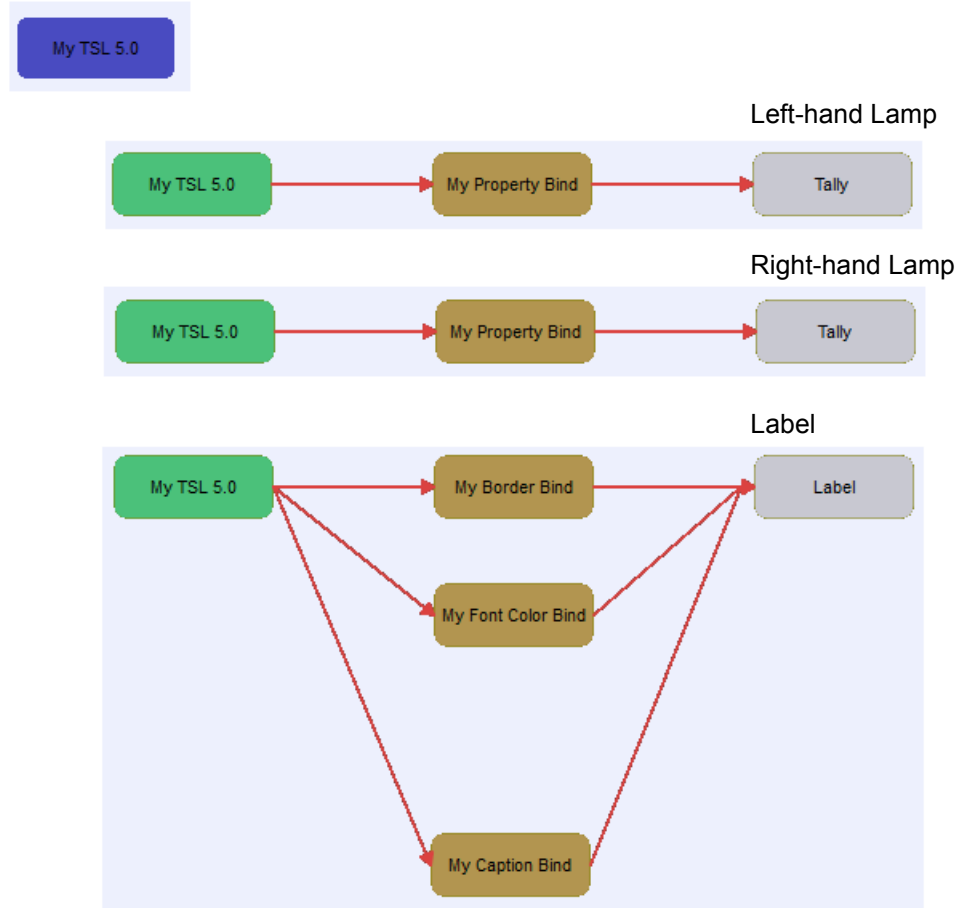 My TSL 5.0
Left-hand Lamp
My TSL 5.0
My Property Bind
Tally
Right-hand Lamp
My TSL 5.0
My Property Bind
Tally
Label
My TSL 5.0
My Border Bind
Label
My Font Color Bind
My Caption Bind